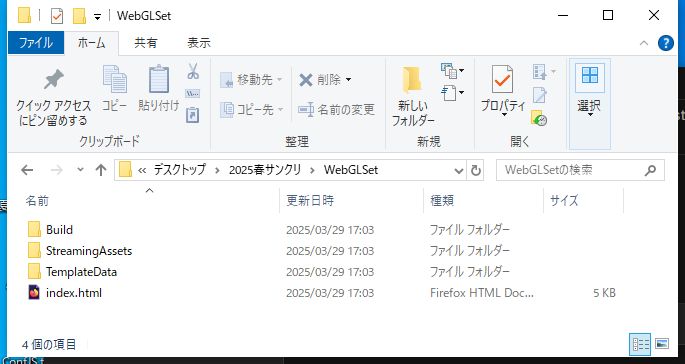 WebGLSet
ファイル ホーム 共有 表示
クイック アクセスにピン留めする
コピー
貼り付け
クリップボード
移動先
コピー先
削除
名前の変更
整理
新しいフォルダー
新規
プロパティ
開く
選択
« デスクトップ › 2025春サンクリ › WebGLSet
WebGLSetの検索
名前 更新日時 種類 サイズ
Build 2025/03/29 17:03 ファイル フォルダー
StreamingAssets 2025/03/29 17:03 ファイル フォルダー
TemplateData 2025/03/29 17:03 ファイル フォルダー
index.html 2025/03/29 17:03 Firefox HTML Doc... 5 KB
4 個の項目